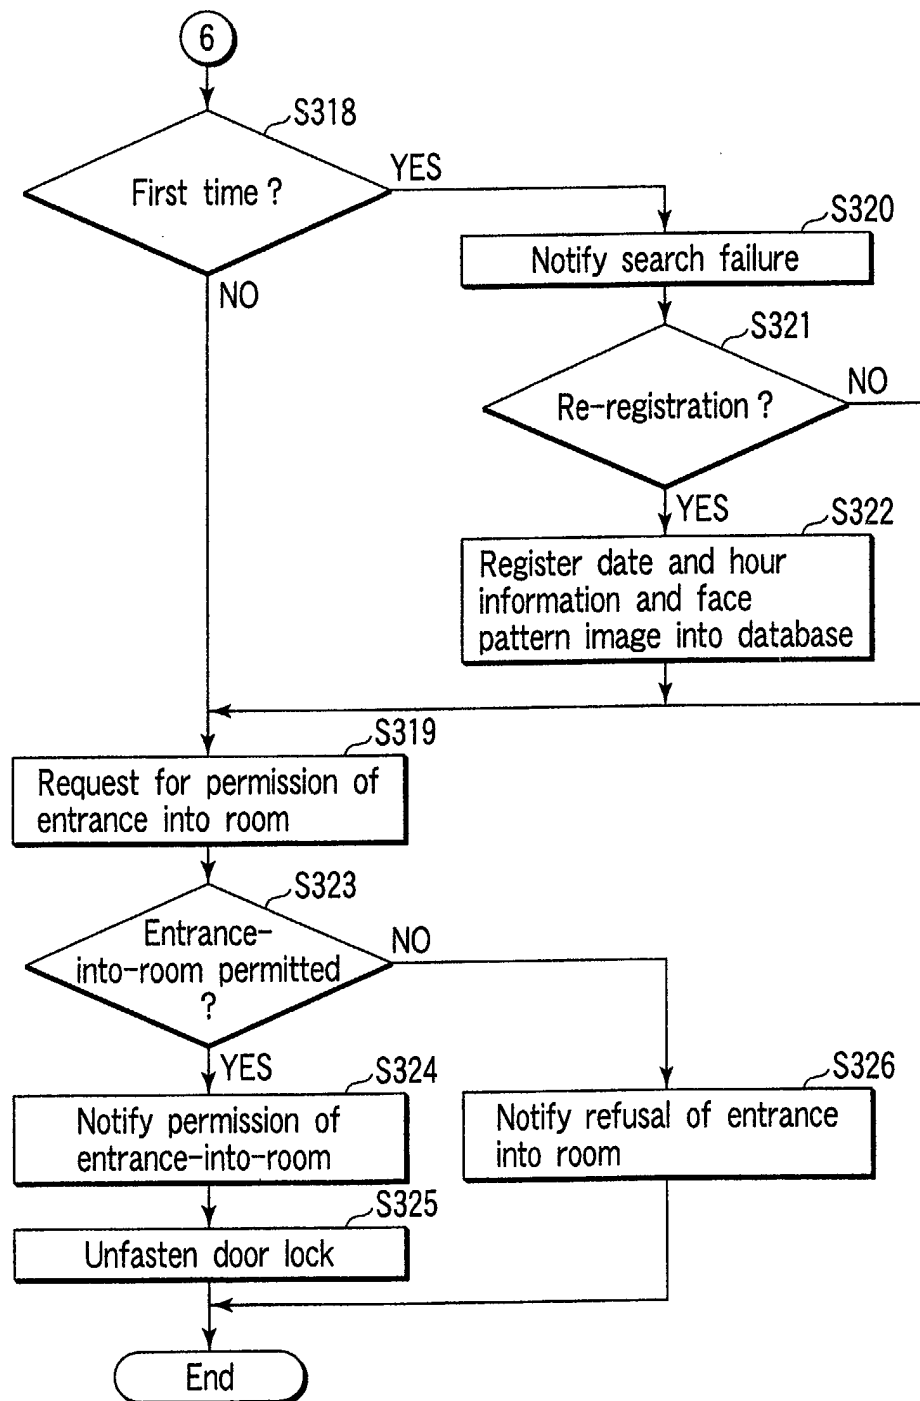 6
S318
First time ?
YES
NO
S320
Notify search failure
S321
Re-registration ?
NO
YES
S322
Register date and hour
information and face
pattern image into database
S319
Request for permission of
entrance into room
S323
Entrance-
into-room permitted
?
NO
YES
S324
Notify permission of
entrance-into-room
S326
Notify refusal of entrance
into room
S325
Unfasten door lock
End